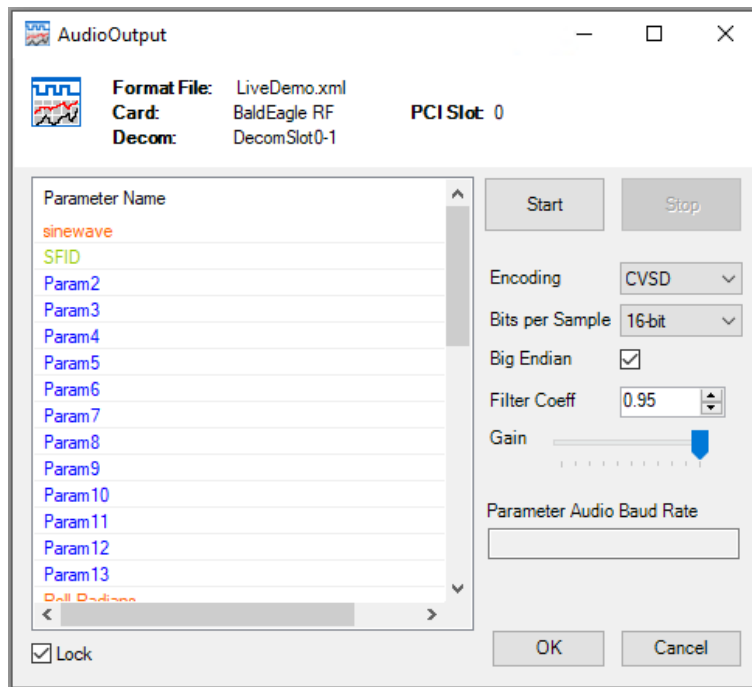 AudioOutput
Format File: LiveDemo.xml
Card: BaldEagle RF PCI Slot: 0
Decom: DecomSlot0-1
Parameter Name
sinewave
SFID
Param2
Param3
Param4
Param5
Param6
Param7
Param8
Param9
Param10
Param11
Param12
Param13
Roll Radians
Lock
Start Stop
Encoding CVSD
Bits per Sample 16-bit
Big Endian
Filter Coeff 0.95
Gain
Parameter Audio Baud Rate
OK Cancel